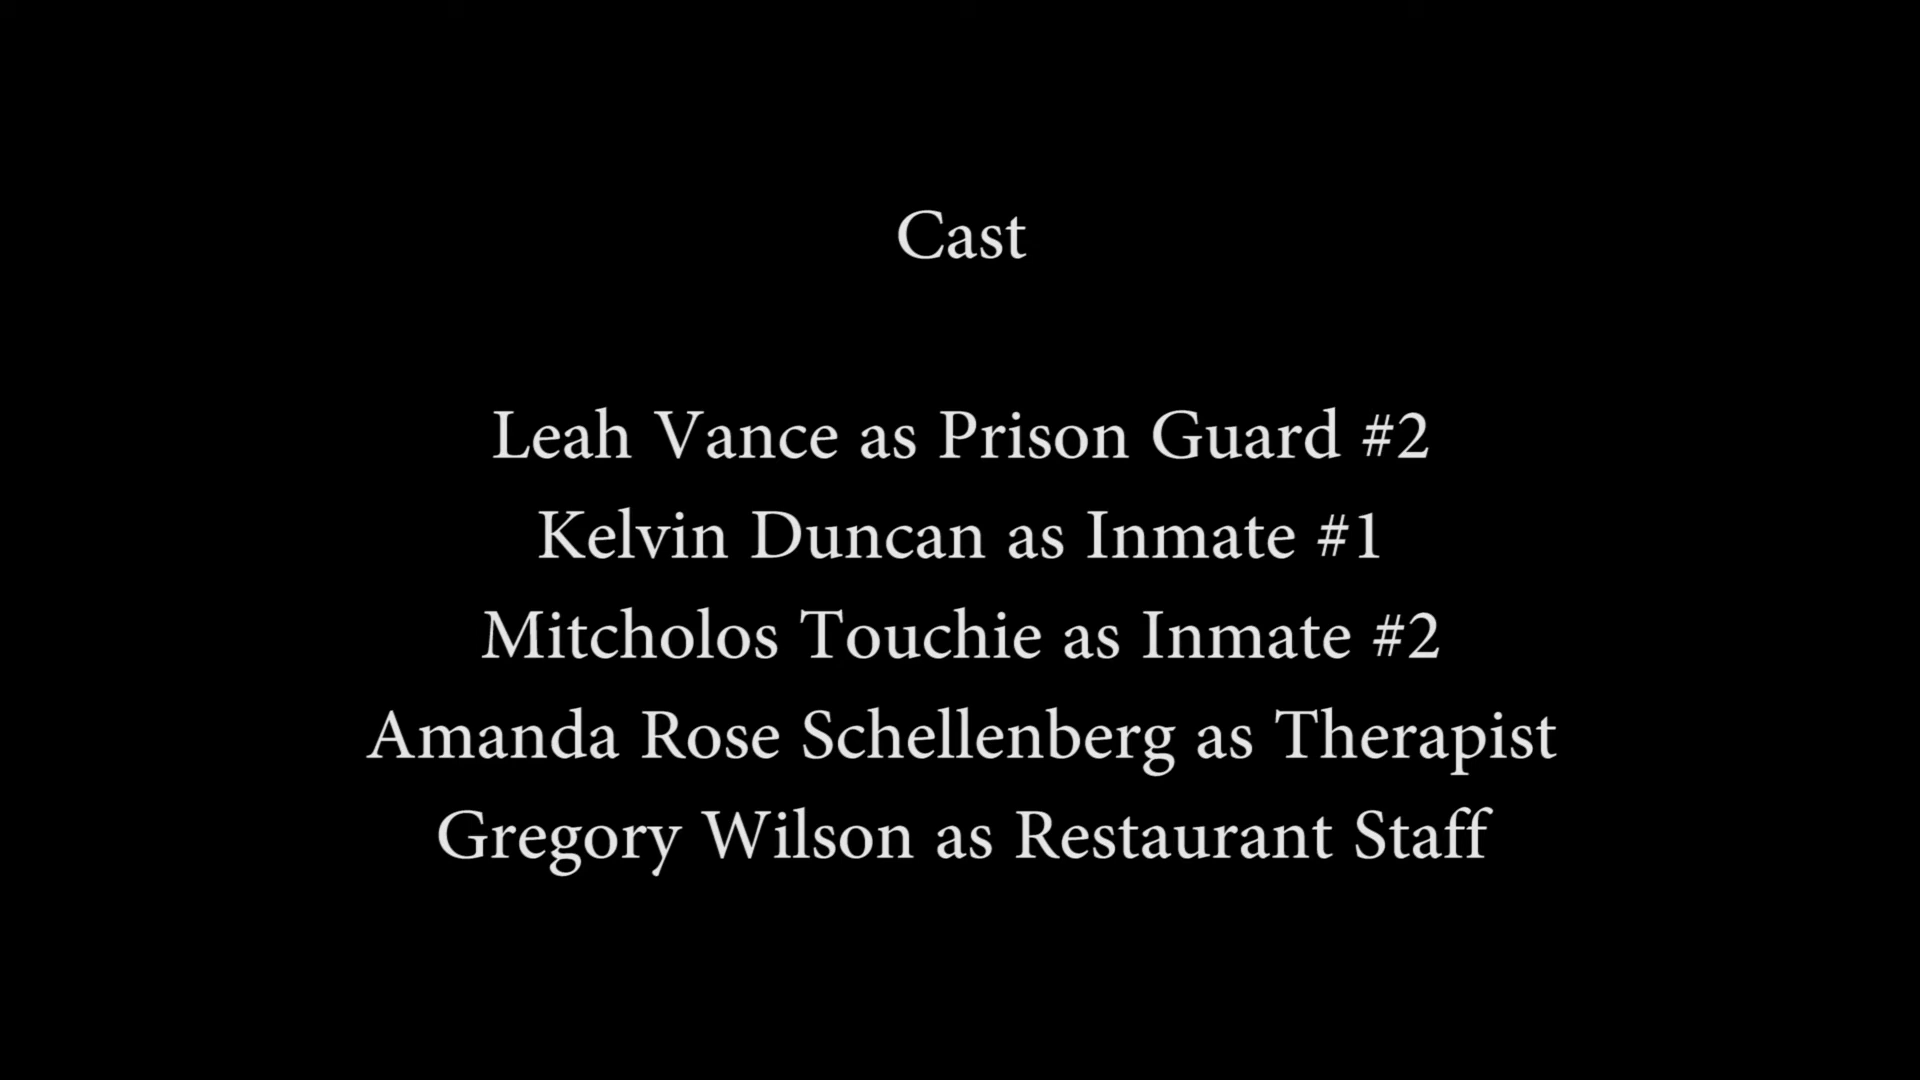 Cast
Leah Vance as Prison Guard #2
Kelvin Duncan as Inmate #1
Mitcholos Touchie as Inmate #2
Amanda Rose Schellenberg as Therapist
Gregory Wilson as Restaurant Staff